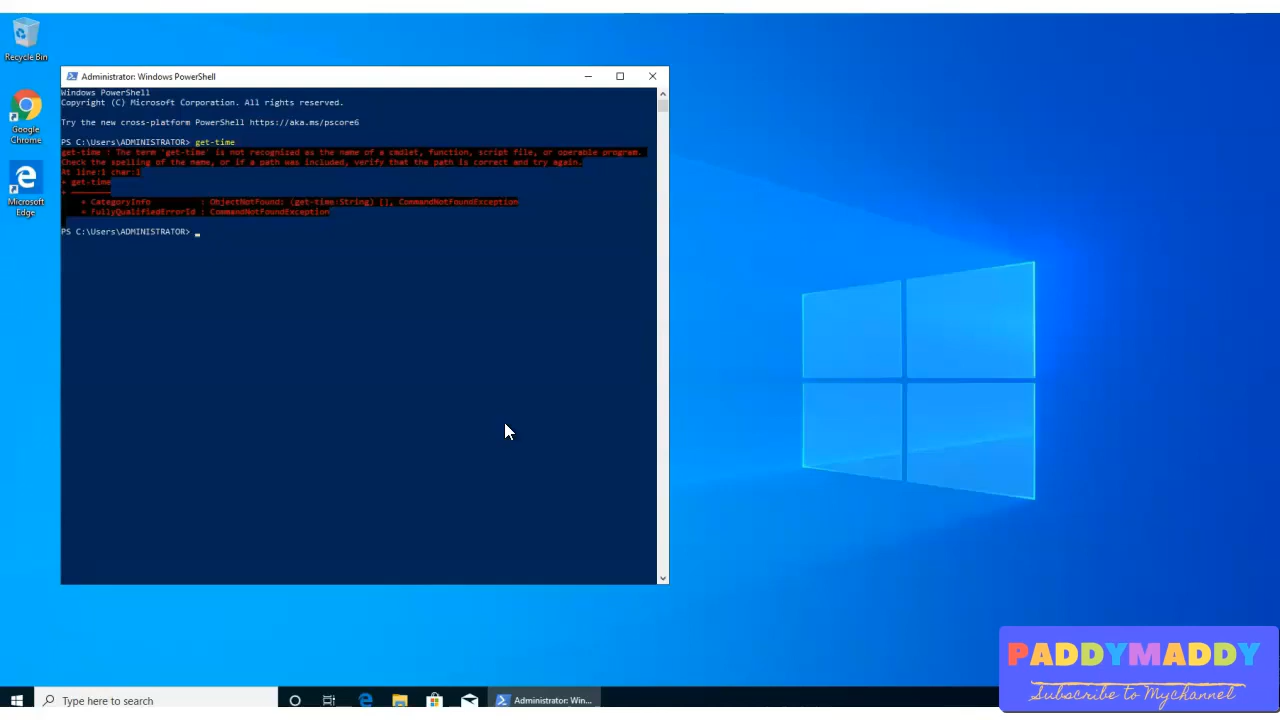 Recycle Bin
Administrator: Windows PowerShell
Windows PowerShell
Copyright (C) Microsoft Corporation. All rights reserved.
Try the new cross-platform PowerShell https://aka.ms/pscore6
PS C:\Users\ADMINISTRATOR> get-time
get-time : The term 'get-time' is not recognized as the name of a cmdlet, function, script file, or operable program.
Check the spelling of the name, or if a path was included, verify that the path is correct and try again.
At line:1 char:1
+ get-time
+ ~~~~~~~~
+ CategoryInfo : ObjectNotFound: (get-time:String) [], CommandNotFoundException
+ FullyQualifiedErrorId : CommandNotFoundException
PS C:\Users\ADMINISTRATOR> _
Google
Chrome
Microsoft
Edge
PADDYMADDY
Subscribe to Mychannel
Type here to search
Administrator: Win...